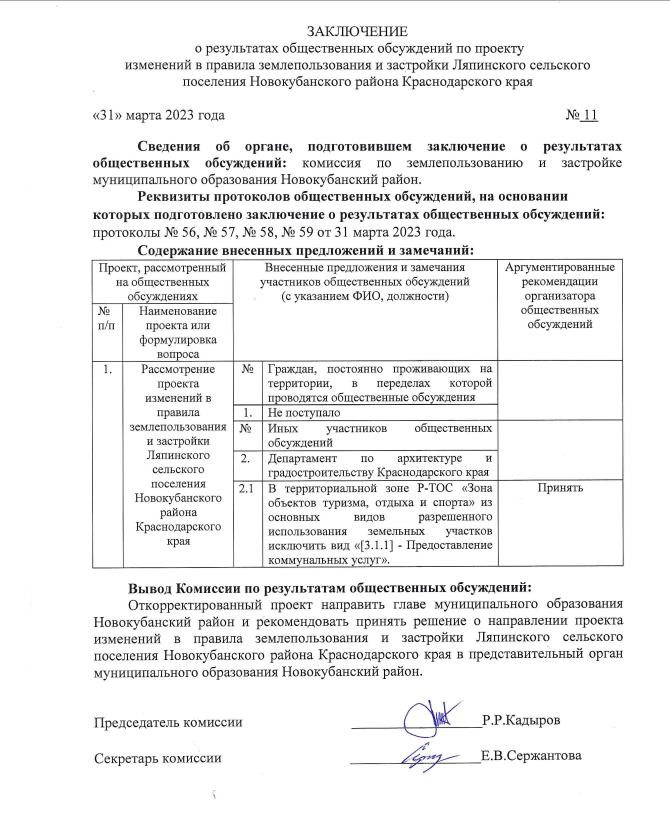 ЗАКЛЮЧЕНИЕ
о результатах общественных обсуждений по проекту
изменений в правила землепользования и застройки Ляпинского сельского
поселения Новокубанского района Краснодарского края
«31» марта 2023 года № 11
Сведения об органе, подготовившем заключение о результатах
общественных обсуждений: комиссия по землепользованию и застройке
муниципального образования Новокубанский район.
Реквизиты протоколов общественных обсуждений, на основании
которых подготовлено заключение о результатах общественных обсуждений:
протоколы № 56, № 57, № 58, № 59 от 31 марта 2023 года.
Содержание внесенных предложений и замечаний:
Проект, рассмотренный
на общественных
обсуждениях
Внесенные предложения и замечания
участников общественных обсуждений
(с указанием ФИО, должности)
Аргументированные
рекомендации
организатора
общественных
обсуждений
№
п/п
Наименование
проекта или
формулировка
вопроса
1.
Рассмотрение
проекта
изменений в
правила
землепользования
и застройки
Ляпинского
сельского
поселения
Новокубанского
района
Краснодарского
края
№ Граждан, постоянно проживающих на
территории, в пределах которой
проводятся общественные обсуждения
1. Не поступало
№ Иных участников общественных
обсуждений
2. Департамент по архитектуре и
градостроительству Краснодарского края
2.1 В территориальной зоне Р-ТОС «Зона
объектов туризма, отдыха и спорта» из
основных видов разрешенного
использования земельных участков
исключить вид «[3.1.1] - Предоставление
коммунальных услуг».
Принять
Вывод Комиссии по результатам общественных обсуждений:
Откорректированный проект направить главе муниципального образования
Новокубанский район и рекомендовать принять решение о направлении проекта
изменений в правила землепользования и застройки Ляпинского сельского
поселения Новокубанского района Краснодарского края в представительный орган
муниципального образования Новокубанский район.
Председатель комиссии Р.Р.Кадыров
Секретарь комиссии Е.В.Сержантова